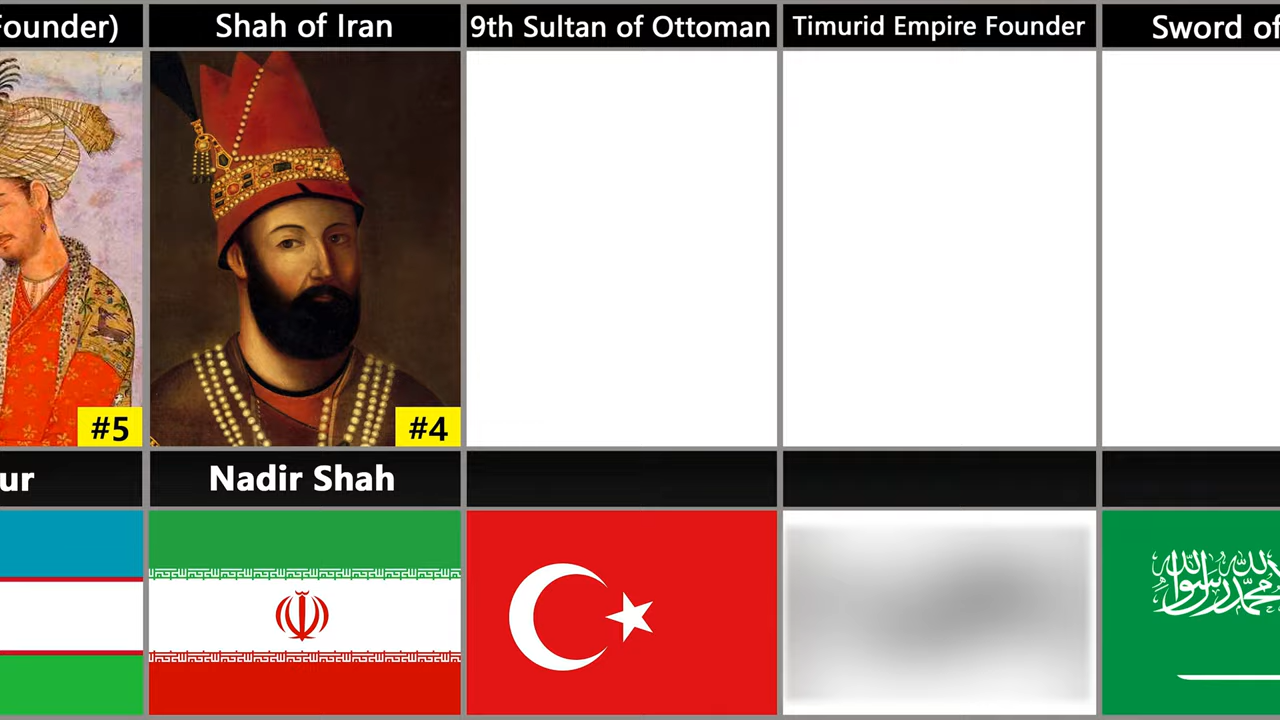 Founder)
Shah of Iran
9th Sultan of Ottoman
Timurid Empire Founder
Sword of
#5
#4
ur
Nadir Shah